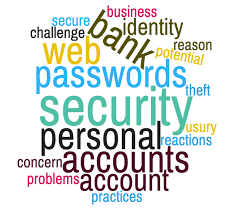 business
secure
bank
identity
challenge
reason
web
potential
passwords
theft
security
usury
personal
reactions
concern
accounts
problems
account
practices